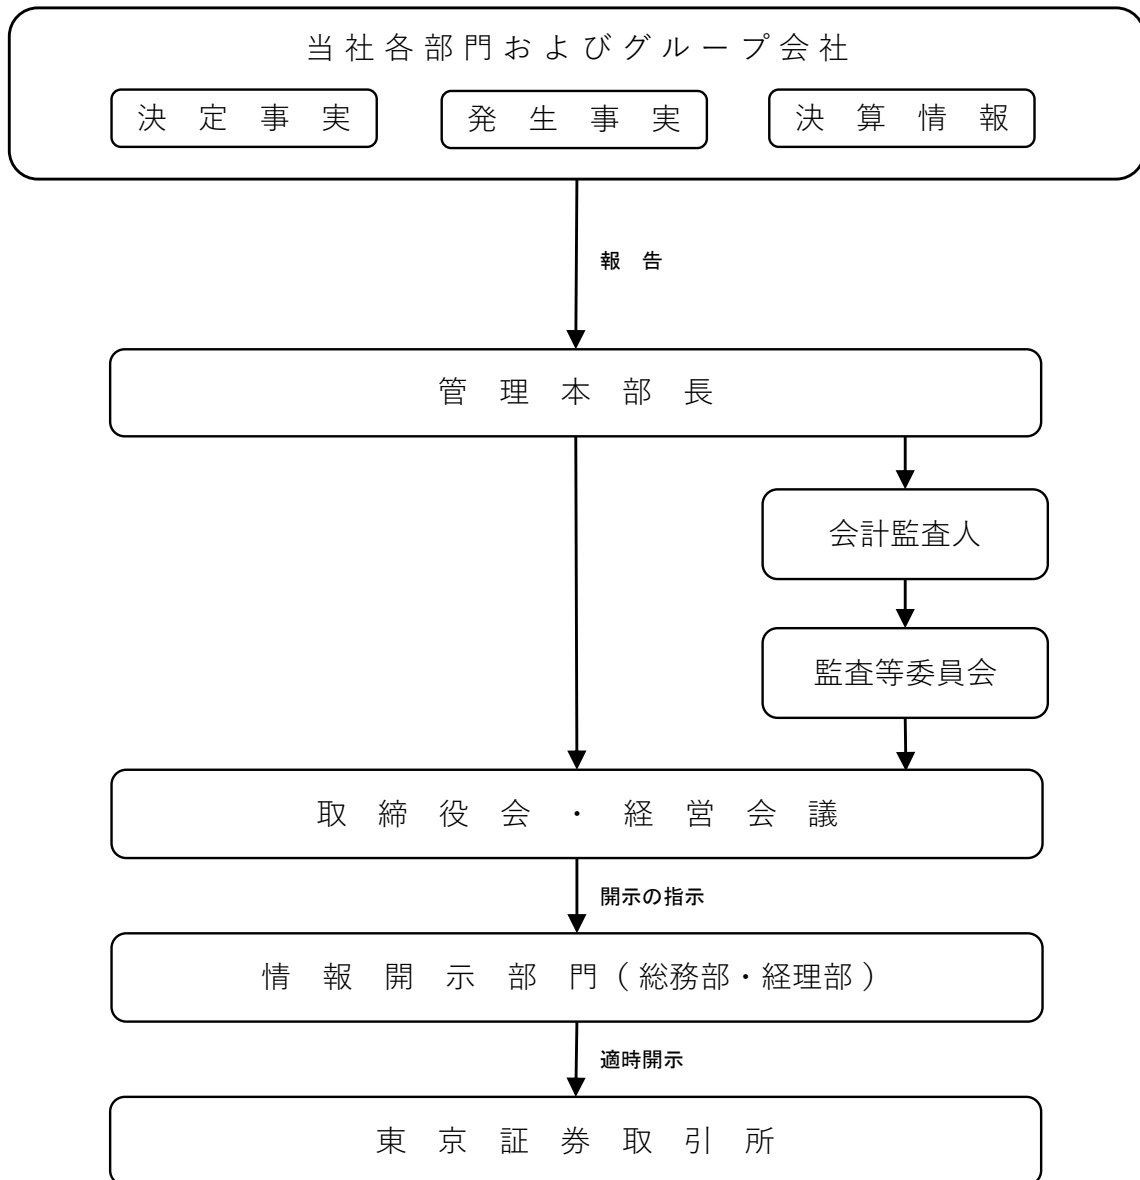 当社各部門およびグループ会社
決定事実
発生事実
決算情報
報告
管理本部長
会計監査人
監査等委員会
取締役会・経営会議
開示の指示
情報開示部門(総務部・経理部)
適時開示
東京証券取引所